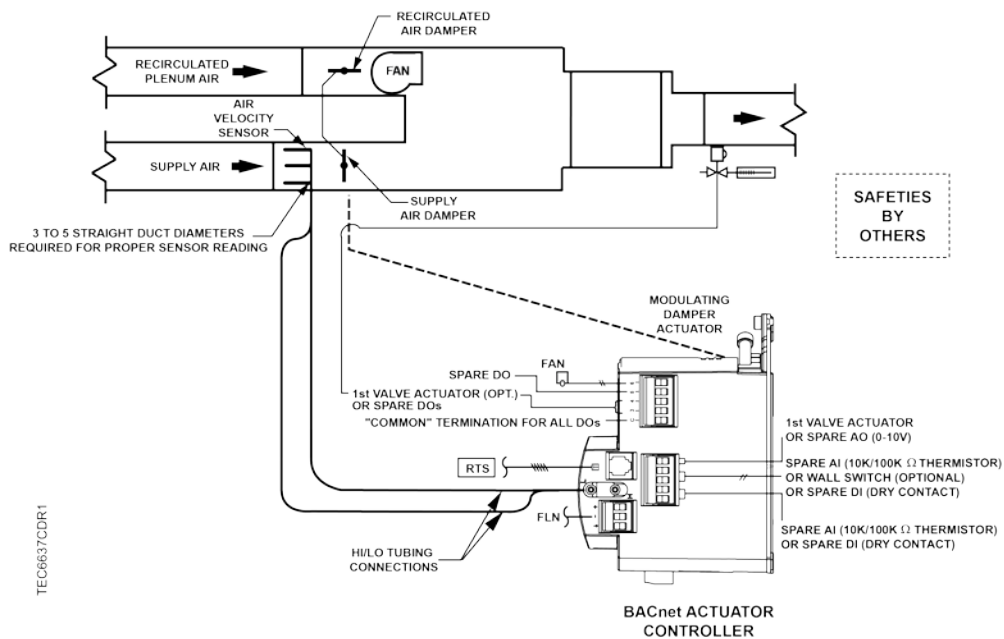 RECIRCULATED
AIR DAMPER
RECIRCULATED
PLENUM AIR
FAN
AIR
VELOCITY
SENSOR
SUPPLY AIR
SUPPLY
AIR DAMPER
3 TO 5 STRAIGHT DUCT DIAMETERS
REQUIRED FOR PROPER SENSOR READING
SAFETIES
BY
OTHERS
MODULATING
DAMPER
ACTUATOR
FAN
SPARE DO
1st VALVE ACTUATOR (OPT.)
OR SPARE DOs
"COMMON" TERMINATION FOR ALL DOs
1st VALVE ACTUATOR
OR SPARE AO (0-10V)
RTS
SPARE AI (10K/100K Ω THERMISTOR)
OR WALL SWITCH (OPTIONAL)
OR SPARE DI (DRY CONTACT)
FLN
SPARE AI (10K/100K Ω THERMISTOR)
OR SPARE DI (DRY CONTACT)
HI/LO TUBING
CONNECTIONS
TEC6637CDR1
BACnet ACTUATOR
CONTROLLER